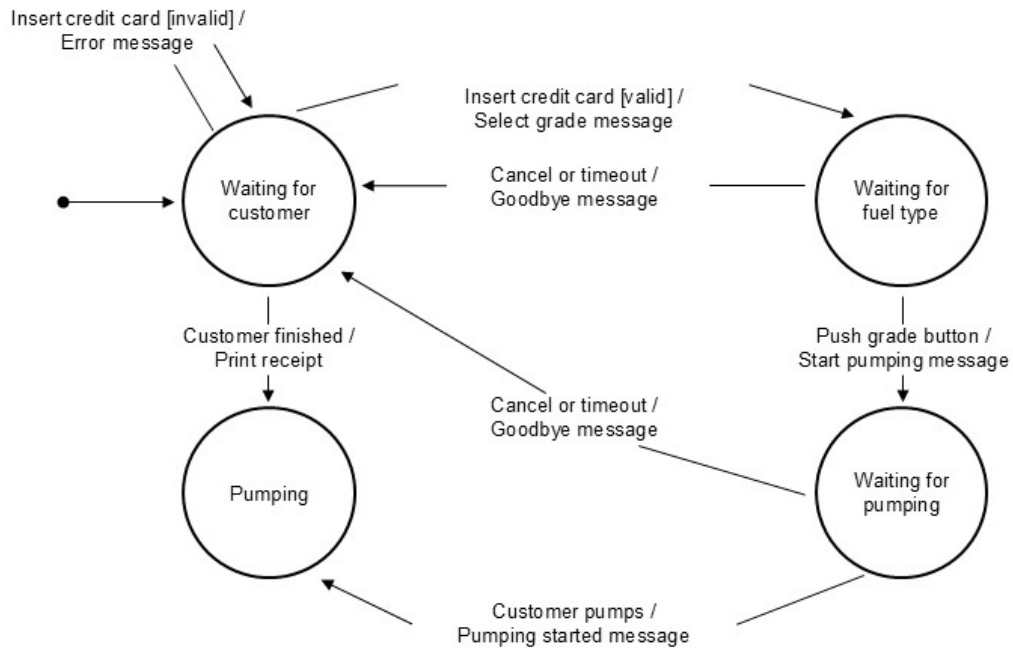 Insert credit card [invalid] /
Error message
Insert credit card [valid] /
Select grade message
Cancel or timeout /
Goodbye message
Waiting for
customer
Waiting for
fuel type
Customer finished /
Print receipt
Push grade button /
Start pumping message
Cancel or timeout /
Goodbye message
Pumping
Waiting for
pumping
Customer pumps /
Pumping started message